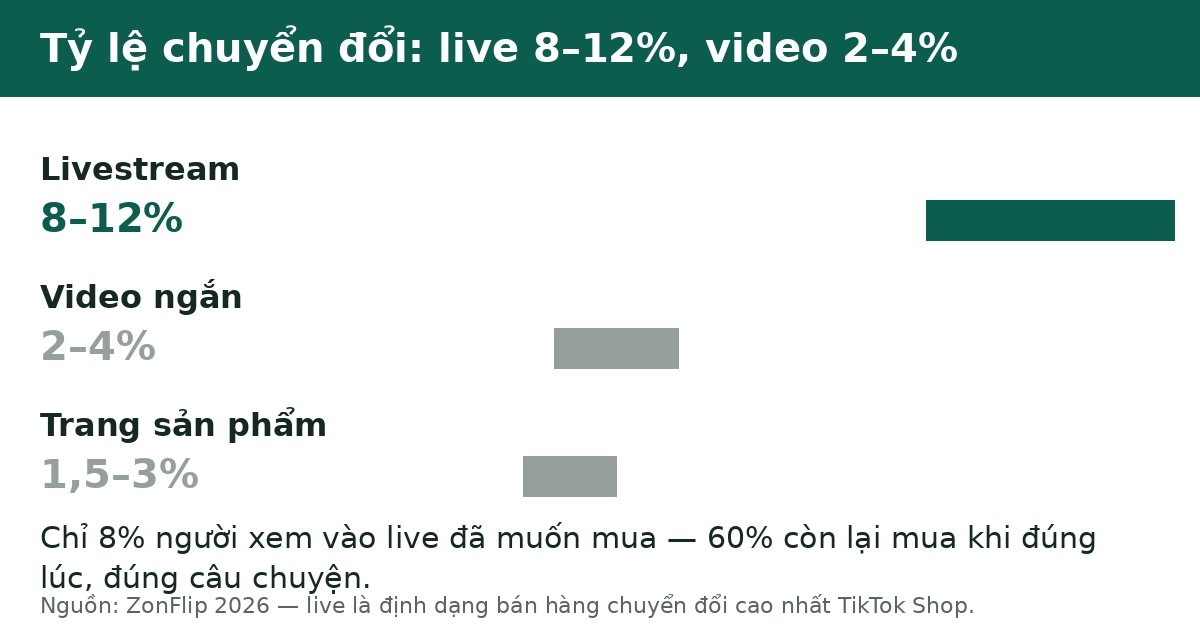 Tỷ lệ chuyển đổi: live 8–12%, video 2–4%
Livestream
8–12%
Video ngắn
2–4%
Trang sản phẩm
1,5–3%
Chỉ 8% người xem vào live đã muốn mua — 60% còn lại mua khi đúng
lúc, đúng câu chuyện.
Nguồn: ZonFlip 2026 — live là định dạng bán hàng chuyển đổi cao nhất TikTok Shop.